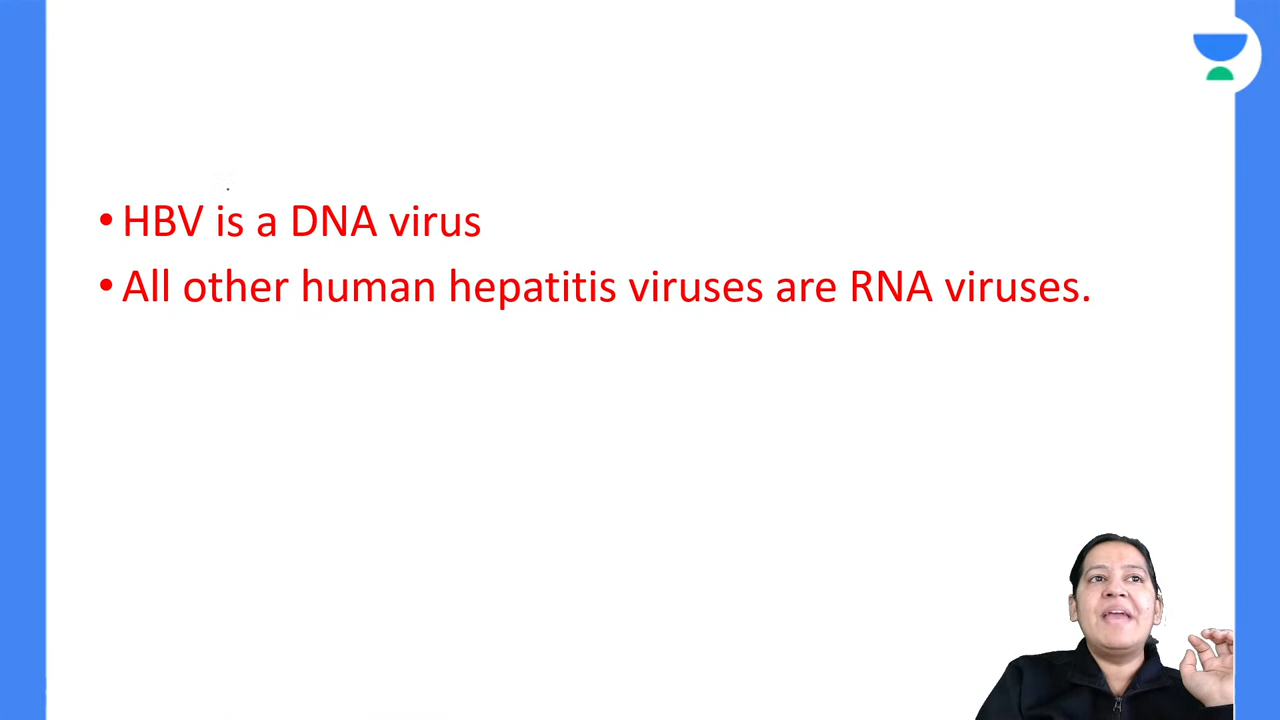 • HBV is a DNA virus
• All other human hepatitis viruses are RNA viruses.